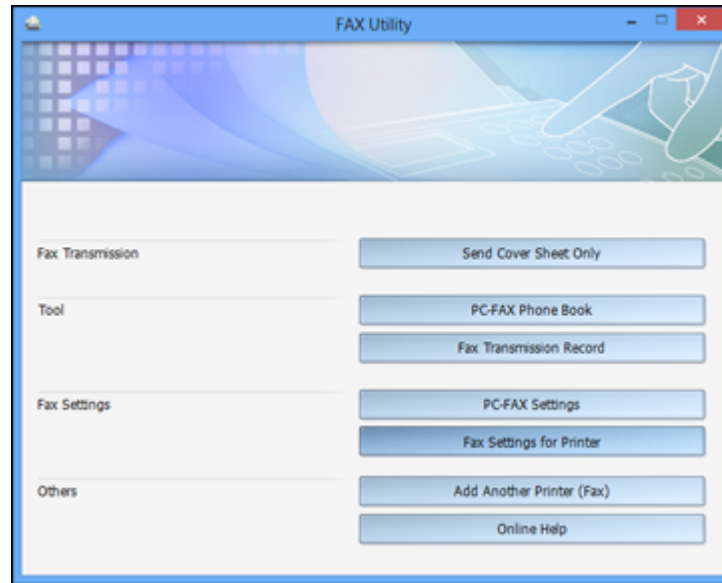 FAX Utility
Fax Transmission
Send Cover Sheet Only
Tool
PC-FAX Phone Book
Fax Transmission Record
Fax Settings
PC-FAX Settings
Fax Settings for Printer
Others
Add Another Printer (Fax)
Online Help